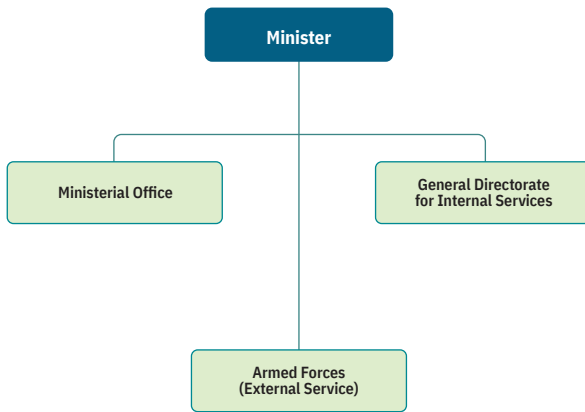 Minister
Ministerial Office
General Directorate
for Internal Services
Armed Forces
(External Service)